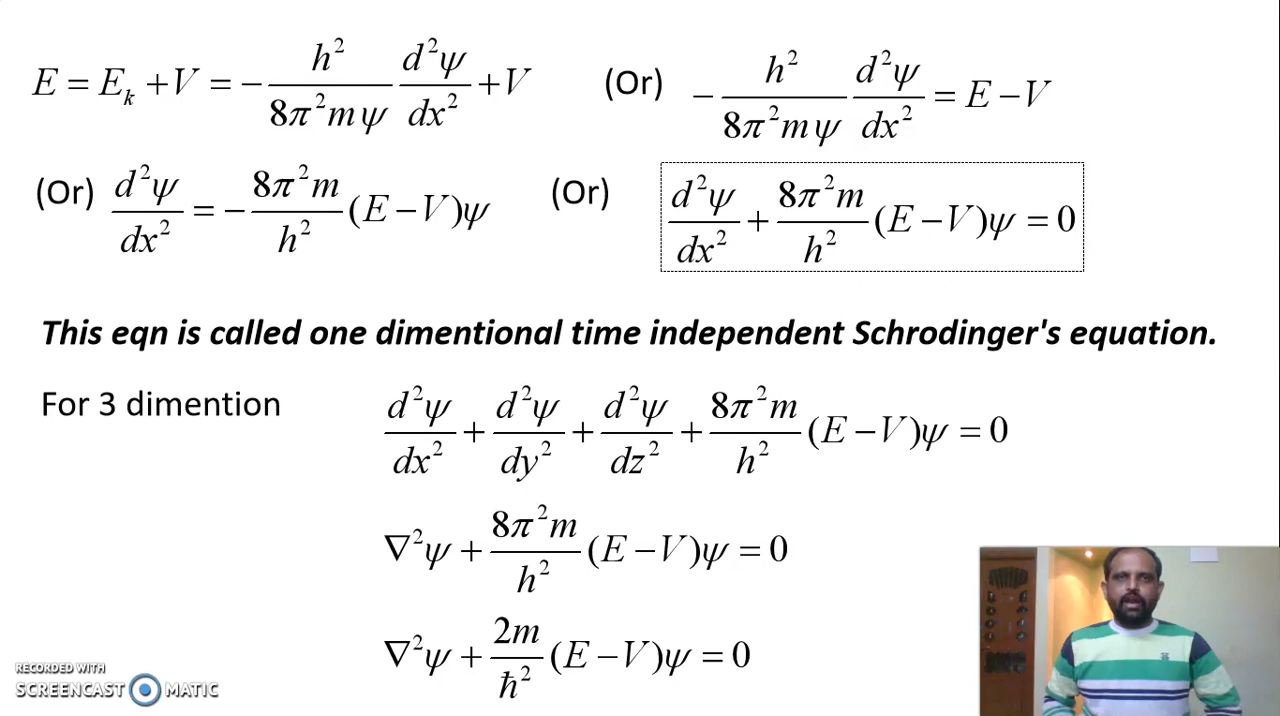 E = E_k + V = − h²/(8π²mψ) d²ψ/dx² + V (Or) − h²/(8π²mψ) d²ψ/dx² = E − V
(Or) d²ψ/dx² = − 8π²m/h² (E − V)ψ (Or) d²ψ/dx² + 8π²m/h² (E − V)ψ = 0
This eqn is called one dimentional time independent Schrodinger's equation.
For 3 dimention d²ψ/dx² + d²ψ/dy² + d²ψ/dz² + 8π²m/h² (E − V)ψ = 0
∇²ψ + 8π²m/h² (E − V)ψ = 0
∇²ψ + 2m/ħ² (E − V)ψ = 0
RECORDED WITH
SCREENCAST MATIC